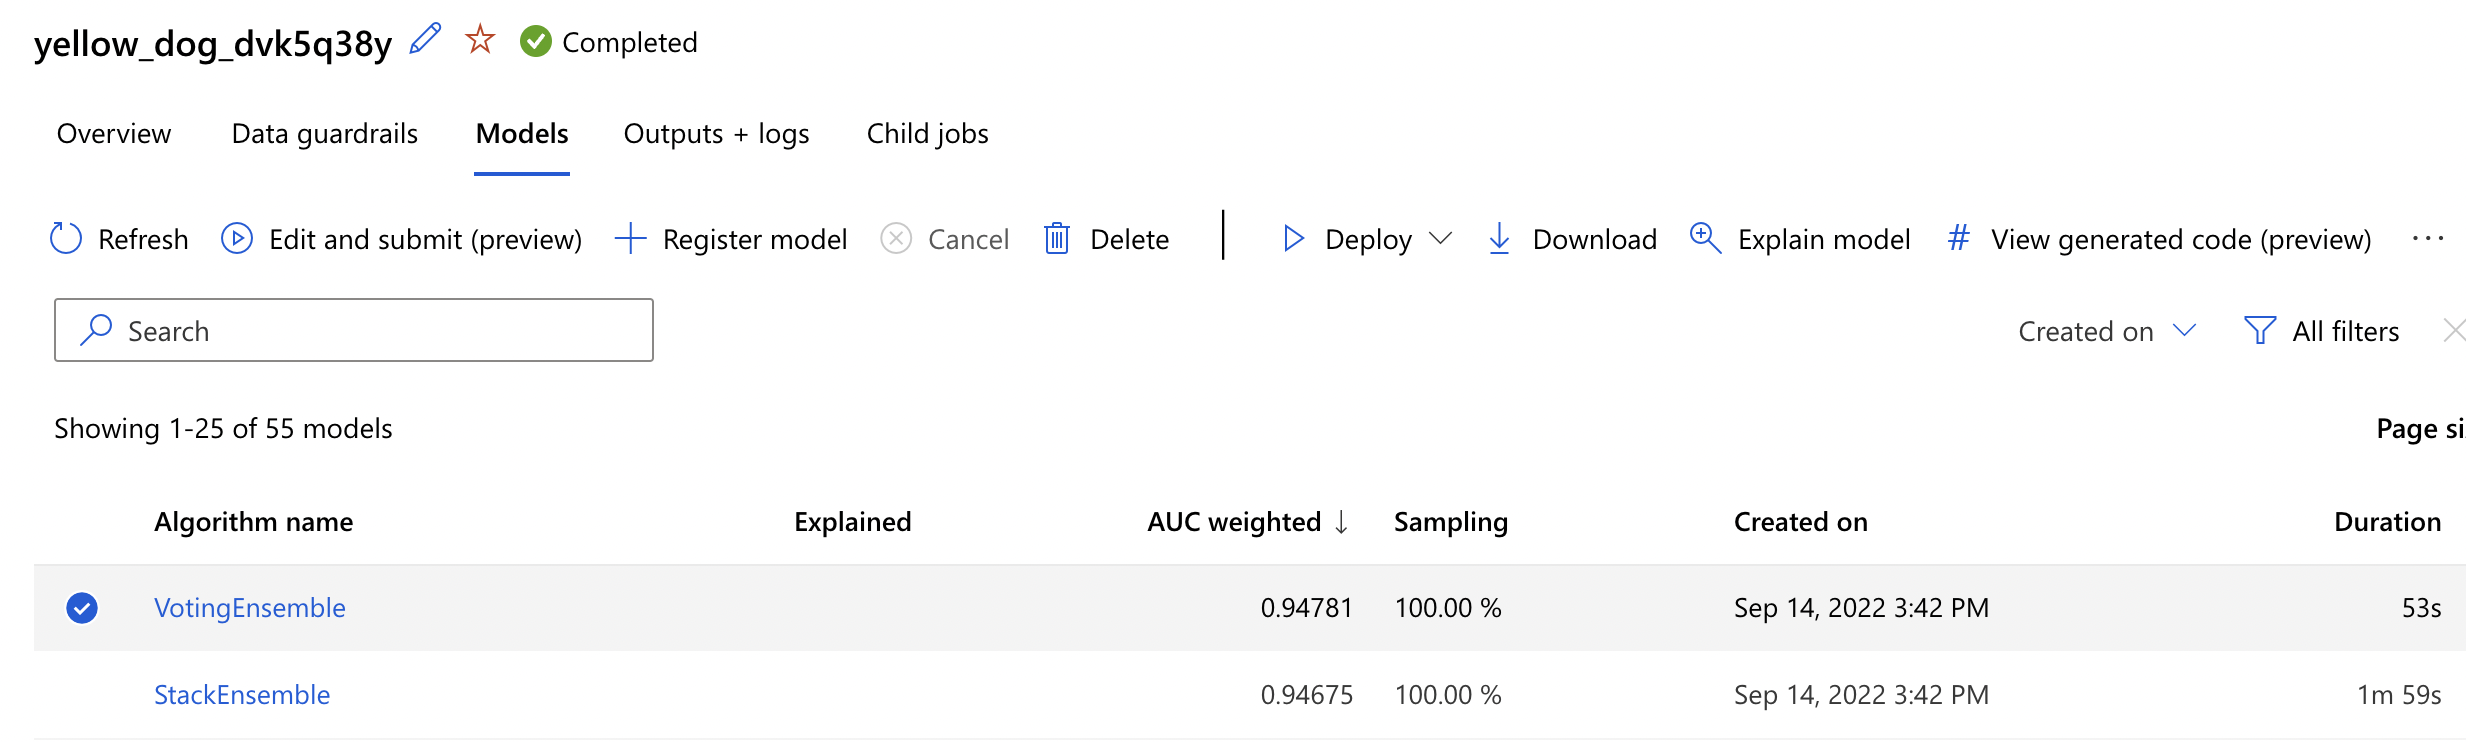 yellow_dog_dvk5q38y Completed
Overview Data guardrails Models Outputs + logs Child jobs
Refresh Edit and submit (preview) Register model Cancel Delete Deploy Download Explain model # View generated code (preview) ...
Search Created on All filters
Showing 1-25 of 55 models Page si
Algorithm name Explained AUC weighted ↓ Sampling Created on Duration
VotingEnsemble 0.94781 100.00 % Sep 14, 2022 3:42 PM 53s
StackEnsemble 0.94675 100.00 % Sep 14, 2022 3:42 PM 1m 59s